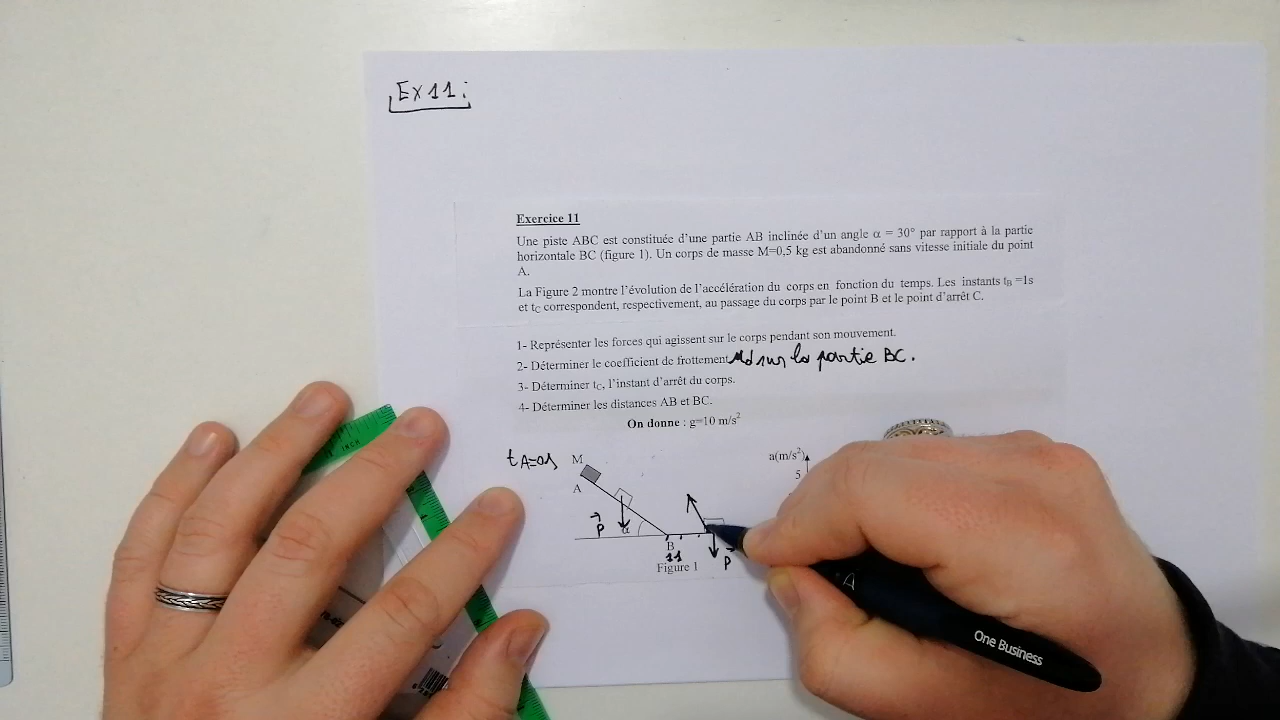 Ex 11:
Exercice 11
Une piste ABC est constituée d'une partie AB inclinée d'un angle α = 30° par rapport à la partie
horizontale BC (figure 1). Un corps de masse M=0,5 kg est abandonné sans vitesse initiale du point
A.
La Figure 2 montre l'évolution de l'accélération du corps en fonction du temps. Les instants tB =1s
et tC correspondent, respectivement, au passage du corps par le point B et le point d'arrêt C.
1- Représenter les forces qui agissent sur le corps pendant son mouvement.
2- Déterminer le coefficient de frottement μd sur la partie BC.
3- Déterminer tC, l'instant d'arrêt du corps.
4- Déterminer les distances AB et BC.
On donne : g=10 m/s²
tA=0s M
A
P α
B
11
P
Figure 1
a(m/s²)
5
INCH
One Business